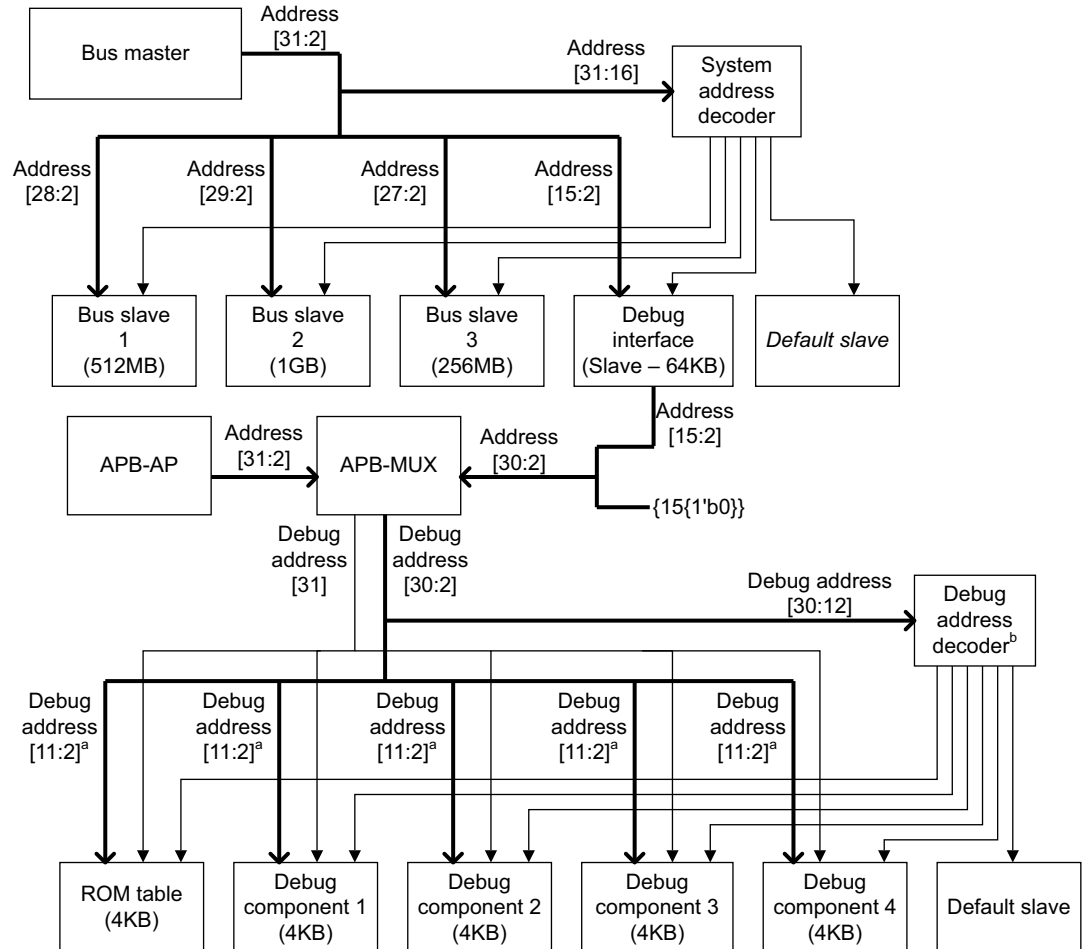 Bus master
Address
[31:2]
Address
[31:16]
System
address
decoder
Address
[28:2]
Address
[29:2]
Address
[27:2]
Address
[15:2]
Bus slave
1
(512MB)
Bus slave
2
(1GB)
Bus slave
3
(256MB)
Debug
interface
(Slave – 64KB)
Default slave
APB-AP
Address
[31:2]
APB-MUX
Address
[30:2]
Address
[15:2]
{15{1'b0}}
Debug
address
[31]
Debug
address
[30:2]
Debug address
[30:12]
Debug
address
decoderb
Debug
address
[11:2]a
Debug
address
[11:2]a
Debug
address
[11:2]a
Debug
address
[11:2]a
Debug
address
[11:2]a
ROM table
(4KB)
Debug
component 1
(4KB)
Debug
component 2
(4KB)
Debug
component 3
(4KB)
Debug
component 4
(4KB)
Default slave